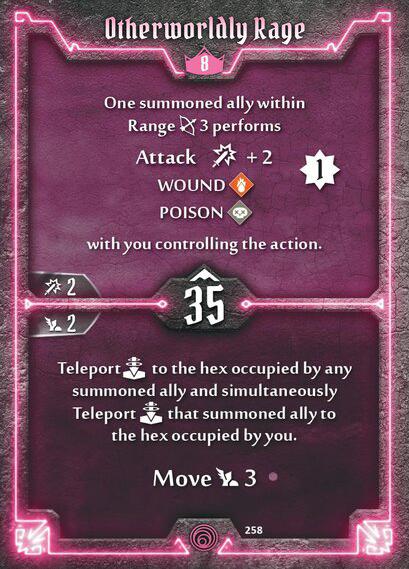 Otherworldly Rage
8
One summoned ally within
Range 3 performs
Attack + 2
WOUND
POISON
1
with you controlling the action.
2
35
2
Teleport to the hex occupied by any
summoned ally and simultaneously
Teleport that summoned ally to
the hex occupied by you.
Move 3
258